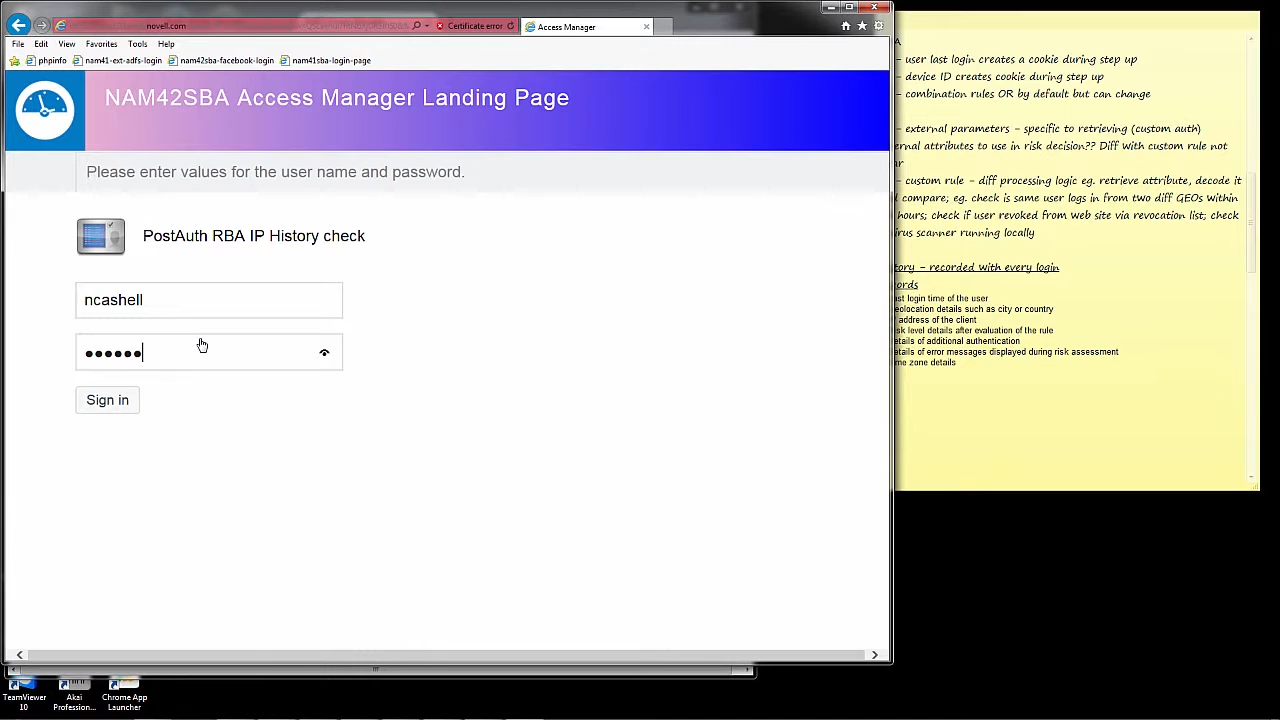 novell.com
Certificate error
Access Manager
File Edit View Favorites Tools Help
phpinfo nam41-ext-adfs-login nam42sba-facebook-login nam41sba-login-page
NAM42SBA Access Manager Landing Page
Please enter values for the user name and password.
PostAuth RBA IP History check
ncashell
Sign in
A
- user last login creates a cookie during step up
- device ID creates cookie during step up
- combination rules OR by default but can change
- external parameters - specific to retrieving (custom auth)
ernal attributes to use in risk decision?? Diff with custom rule not
ar
- custom rule - diff processing logic eg. retrieve attribute, decode it
d compare; eg. check is same user logs in from two diff GEOs within
hours; check if user revoked from web site via revocation list; check
irus scanner running locally
tory - recorded with every login
ords
ast login time of the user
eolocation details such as city or country
address of the client
sk level details after evaluation of the rule
etails of additional authentication
etails of error messages displayed during risk assessment
me zone details
TeamViewer
10
Akai
Profession...
Chrome App
Launcher